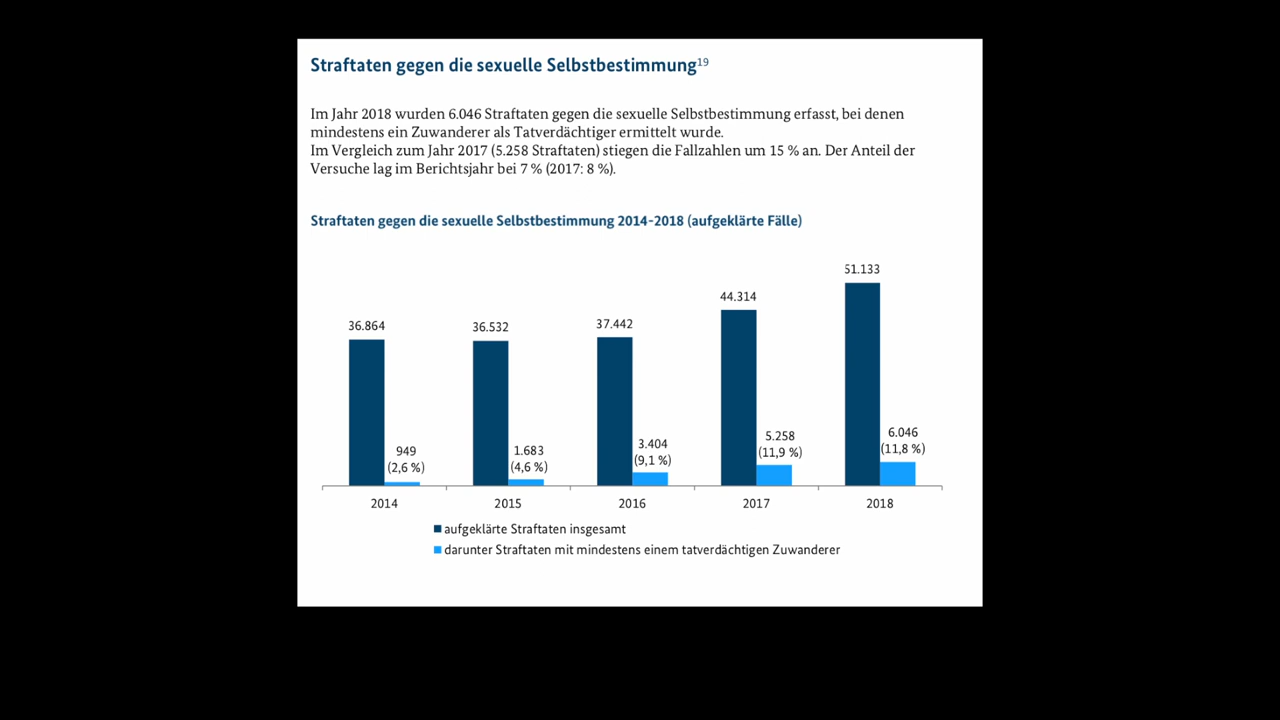 Straftaten gegen die sexuelle Selbstbestimmung19
Im Jahr 2018 wurden 6.046 Straftaten gegen die sexuelle Selbstbestimmung erfasst, bei denen
mindestens ein Zuwanderer als Tatverdächtiger ermittelt wurde.
Im Vergleich zum Jahr 2017 (5.258 Straftaten) stiegen die Fallzahlen um 15 % an. Der Anteil der
Versuche lag im Berichtsjahr bei 7 % (2017: 8 %).
Straftaten gegen die sexuelle Selbstbestimmung 2014-2018 (aufgeklärte Fälle)
51.133
44.314
36.864
36.532
37.442
949
(2,6 %)
1.683
(4,6 %)
3.404
(9,1 %)
5.258
(11,9 %)
6.046
(11,8 %)
2014 2015 2016 2017 2018
aufgeklärte Straftaten insgesamt
darunter Straftaten mit mindestens einem tatverdächtigen Zuwanderer